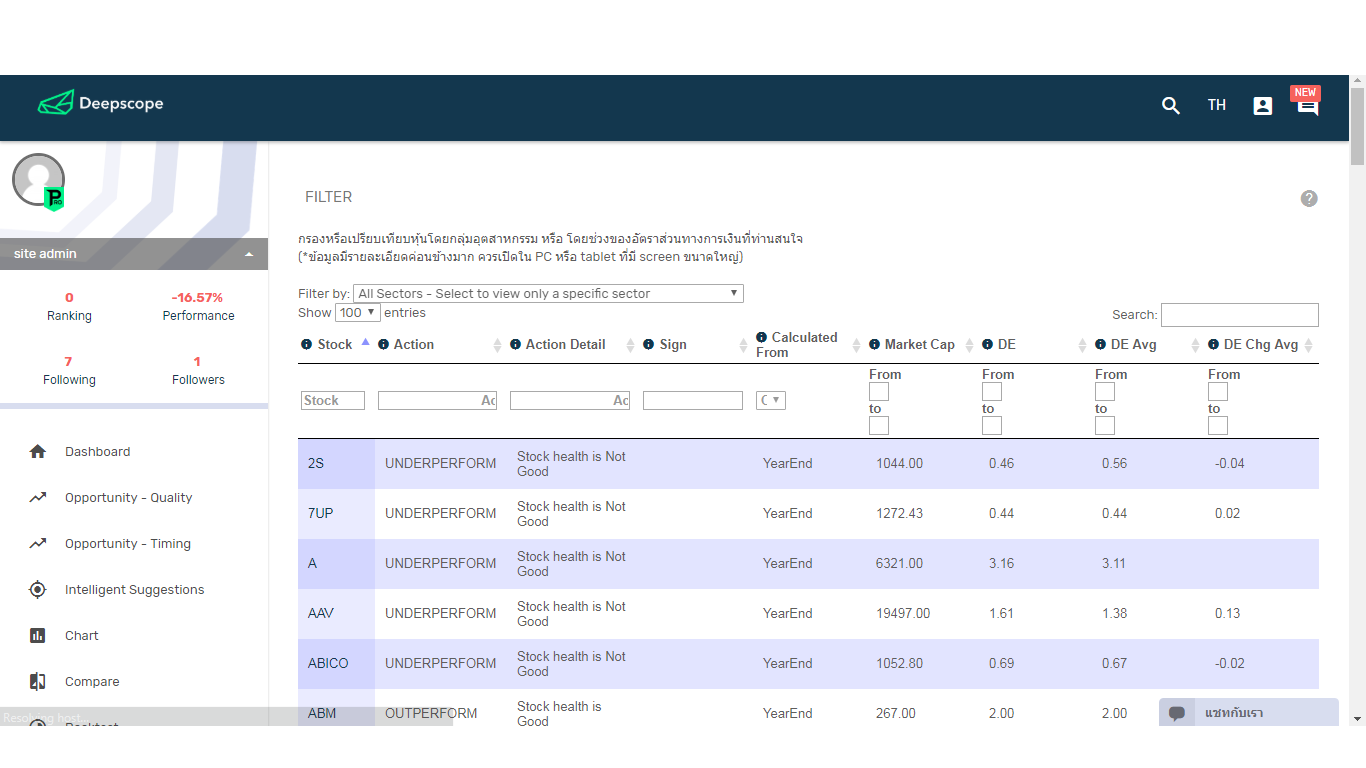 Deepscope
TH
NEW
PRO
site admin
0
-16.57%
Ranking
Performance
7
1
Following
Followers
Dashboard
Opportunity - Quality
Opportunity - Timing
Intelligent Suggestions
Chart
Compare
Resolving host...
FILTER
กรองหรือเปรียบเทียบหุ้นโดยกลุ่มอุตสาหกรรม หรือ โดยช่วงของอัตราส่วนทางการเงินที่ท่านสนใจ
(*ข้อมูลมีรายละเอียดค่อนข้างมาก ควรเปิดใน PC หรือ tablet ที่มี screen ขนาดใหญ่)
Filter by: All Sectors - Select to view only a specific sector
Show 100 entries
Search:
Stock Action Action Detail Sign Calculated From Market Cap DE DE Avg DE Chg Avg
From From From From
Stock Ac Ac C
to to to to
2S UNDERPERFORM Stock health is Not Good YearEnd 1044.00 0.46 0.56 -0.04
7UP UNDERPERFORM Stock health is Not Good YearEnd 1272.43 0.44 0.44 0.02
A UNDERPERFORM Stock health is Not Good YearEnd 6321.00 3.16 3.11
AAV UNDERPERFORM Stock health is Not Good YearEnd 19497.00 1.61 1.38 0.13
ABICO UNDERPERFORM Stock health is Not Good YearEnd 1052.80 0.69 0.67 -0.02
ABM OUTPERFORM Stock health is Good YearEnd 267.00 2.00 2.00
แชทกับเรา